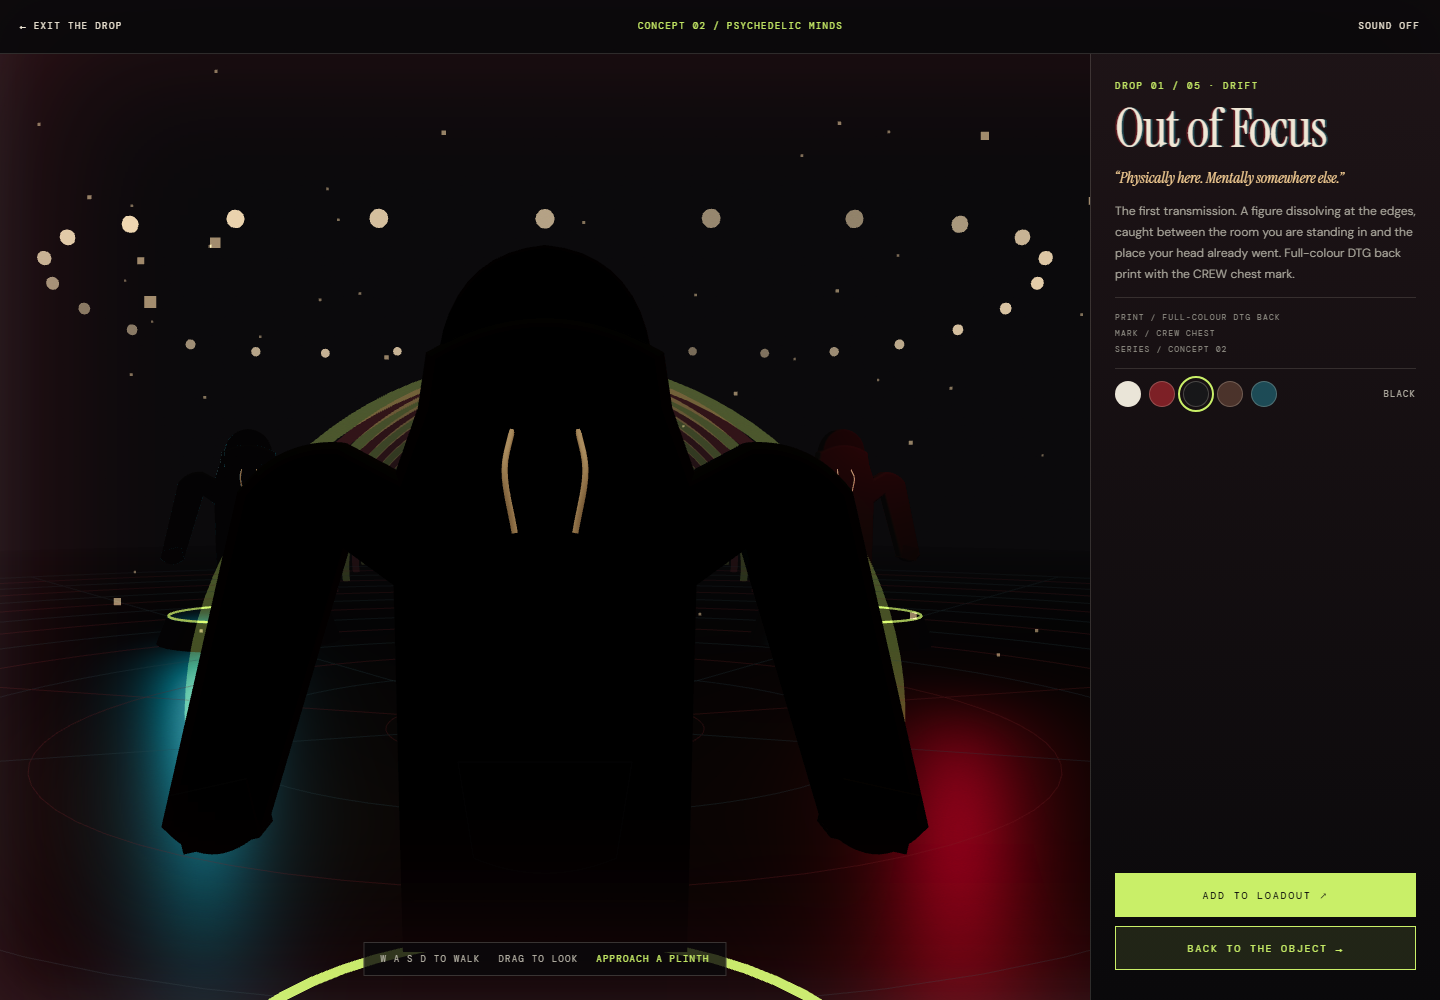 ← EXIT THE DROP
CONCEPT 02 / PSYCHEDELIC MINDS
SOUND OFF
DROP 01 / 05 · DRIFT
Out of Focus
“Physically here. Mentally somewhere else.”
The first transmission. A figure dissolving at the edges,
caught between the room you are standing in and the
place your head already went. Full-colour DTG back
print with the CREW chest mark.
PRINT / FULL-COLOUR DTG BACK
MARK / CREW CHEST
SERIES / CONCEPT 02
BLACK
ADD TO LOADOUT ↗
BACK TO THE OBJECT →
W A S D TO WALK DRAG TO LOOK APPROACH A PLINTH